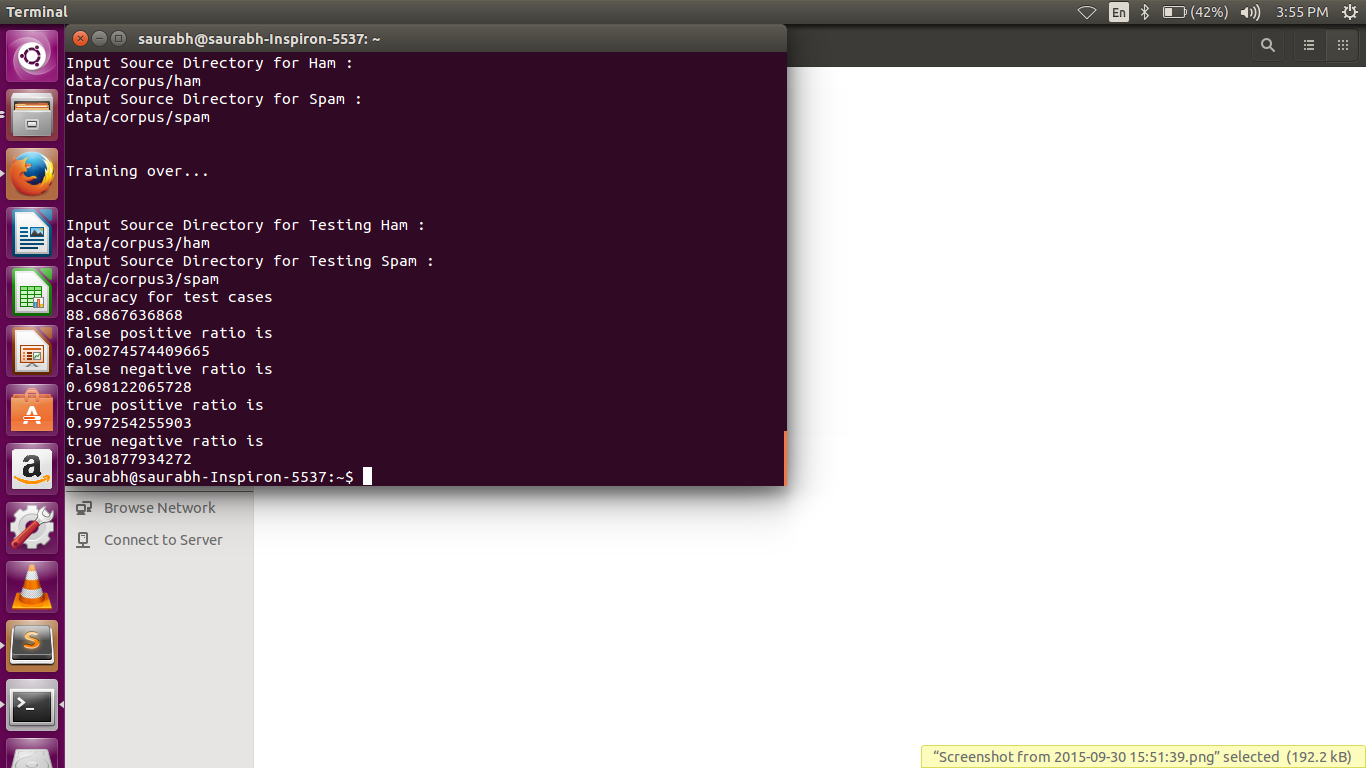 Terminal
En
(42%)
3:55 PM
saurabh@saurabh-Inspiron-5537: ~
Input Source Directory for Ham :
data/corpus/ham
Input Source Directory for Spam :
data/corpus/spam
Training over...
Input Source Directory for Testing Ham :
data/corpus3/ham
Input Source Directory for Testing Spam :
data/corpus3/spam
accuracy for test cases
88.6867636868
false positive ratio is
0.00274574409665
false negative ratio is
0.698122065728
true positive ratio is
0.997254255903
true negative ratio is
0.301877934272
saurabh@saurabh-Inspiron-5537:~$
Browse Network
Connect to Server
“Screenshot from 2015-09-30 15:51:39.png” selected (192.2 kB)